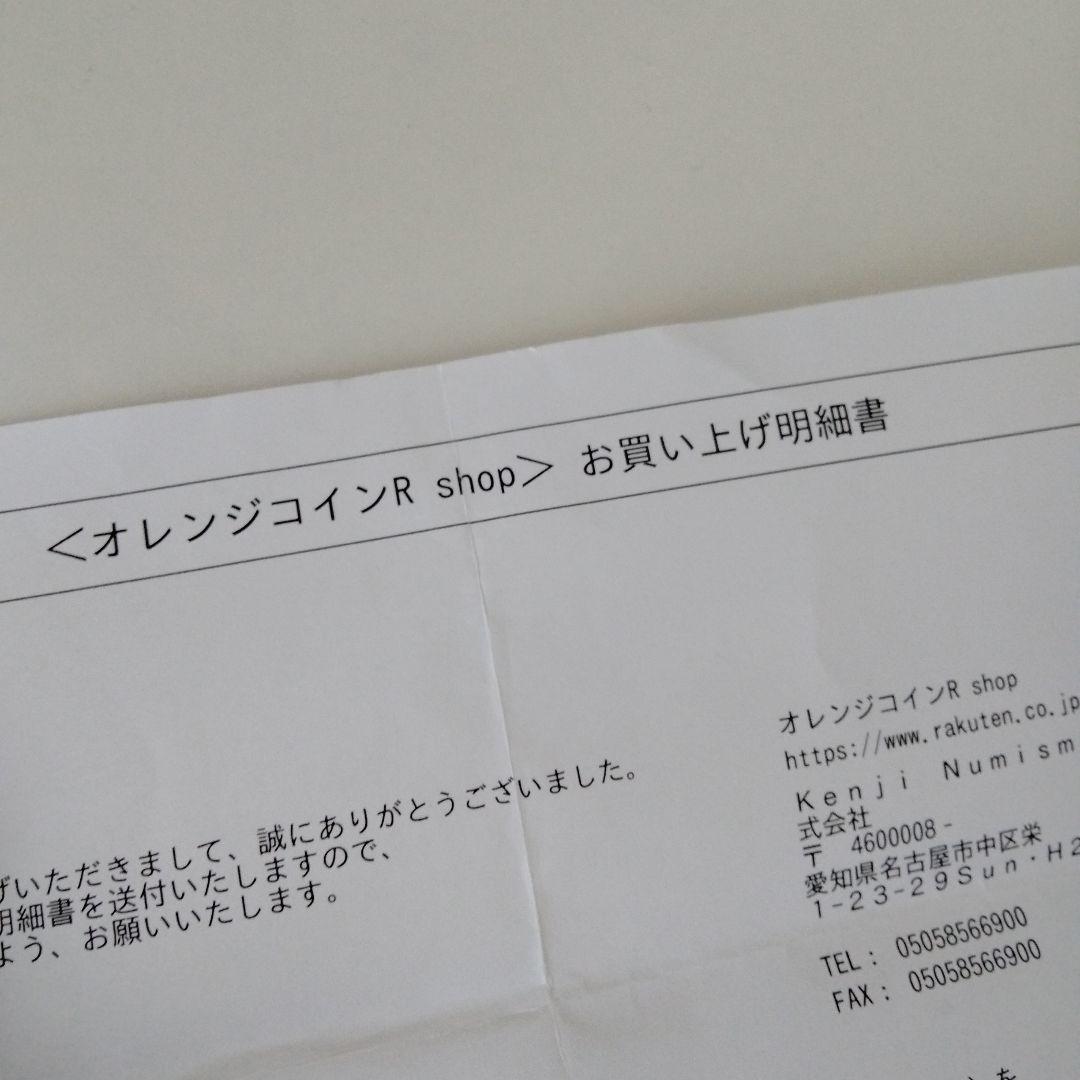 ＜オレンジコインR shop＞ お買い上げ明細書
オレンジコインR shop
https://www.rakuten.co.jp
Ｋｅｎｊｉ　Ｎｕｍｉｓｍ
式会社
〒　4600008-
愛知県名古屋市中区栄
１－２３－２９Ｓｕｎ・Ｈ２
TEL： 05058566900
FAX： 05058566900
げいただきまして、誠にありがとうございました。
明細書を送付いたしますので、
よう、お願いいたします。